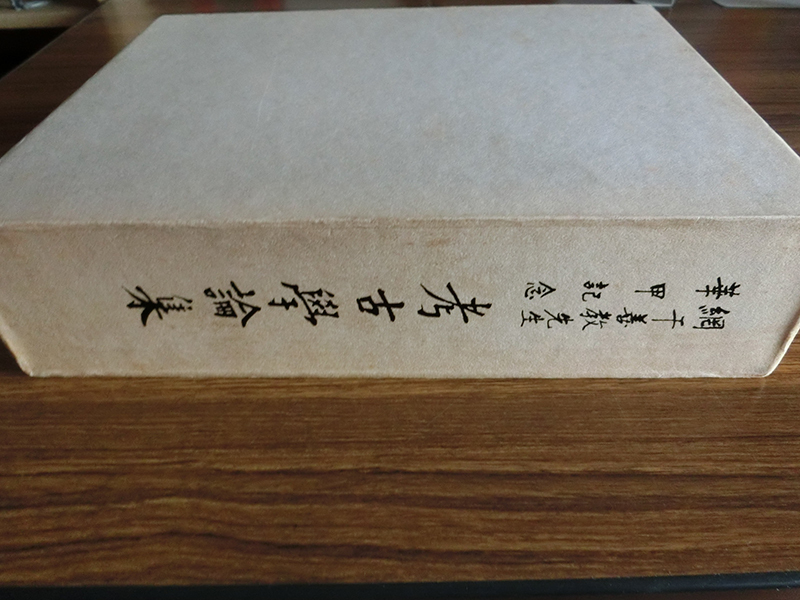 網干善教先生
華甲記念
考古學論集